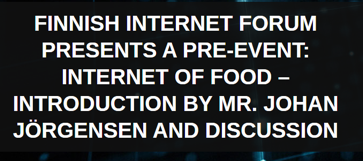 FINNISH INTERNET FORUM
PRESENTS A PRE-EVENT:
INTERNET OF FOOD –
INTRODUCTION BY MR. JOHAN
JÖRGENSEN AND DISCUSSION